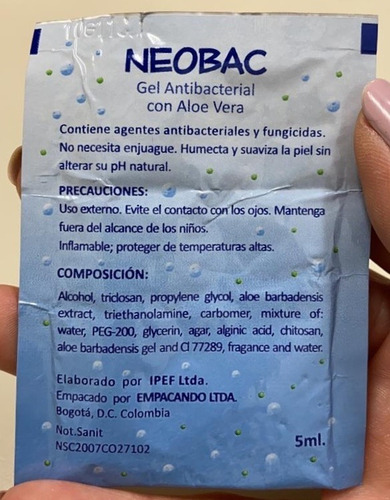 NEOBAC
Gel Antibacterial
con Aloe Vera
Contiene agentes antibacteriales y fungicidas.
No necesita enjuague. Humecta y suaviza la piel sin
alterar su pH natural.
PRECAUCIONES:
Uso externo. Evite el contacto con los ojos. Mantenga
fuera del alcance de los niños.
Inflamable; proteger de temperaturas altas.
COMPOSICIÓN:
Alcohol, triclosan, propylene glycol, aloe barbadensis
extract, triethanolamine, carbomer, mixture of:
water, PEG-200, glycerin, agar, alginic acid, chitosan,
aloe barbadensis gel and CI 77289, fragance and water.
Elaborado por IPEF Ltda.
Empacado por EMPACANDO LTDA.
Bogotá, D.C. Colombia
Not.Sanit
NSC2007CO27102
5ml.